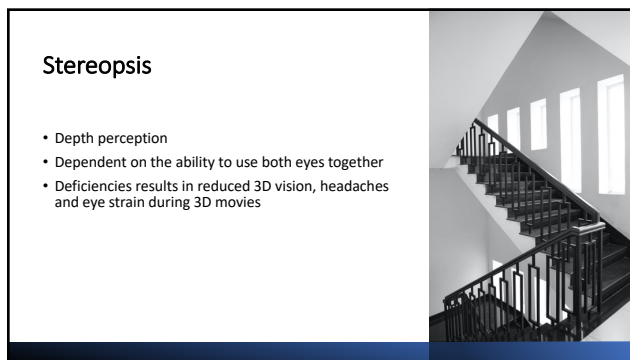 Stereopsis
• Depth perception
• Dependent on the ability to use both eyes together
• Deficiencies results in reduced 3D vision, headaches
and eye strain during 3D movies